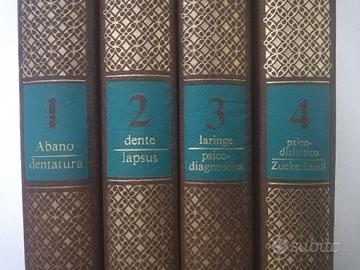 1
Abano
dentatura
2
dente
lapsus
3
laringe
psico-
diagnostica
4
psico-
dislettico
Zuckerkandl
subito